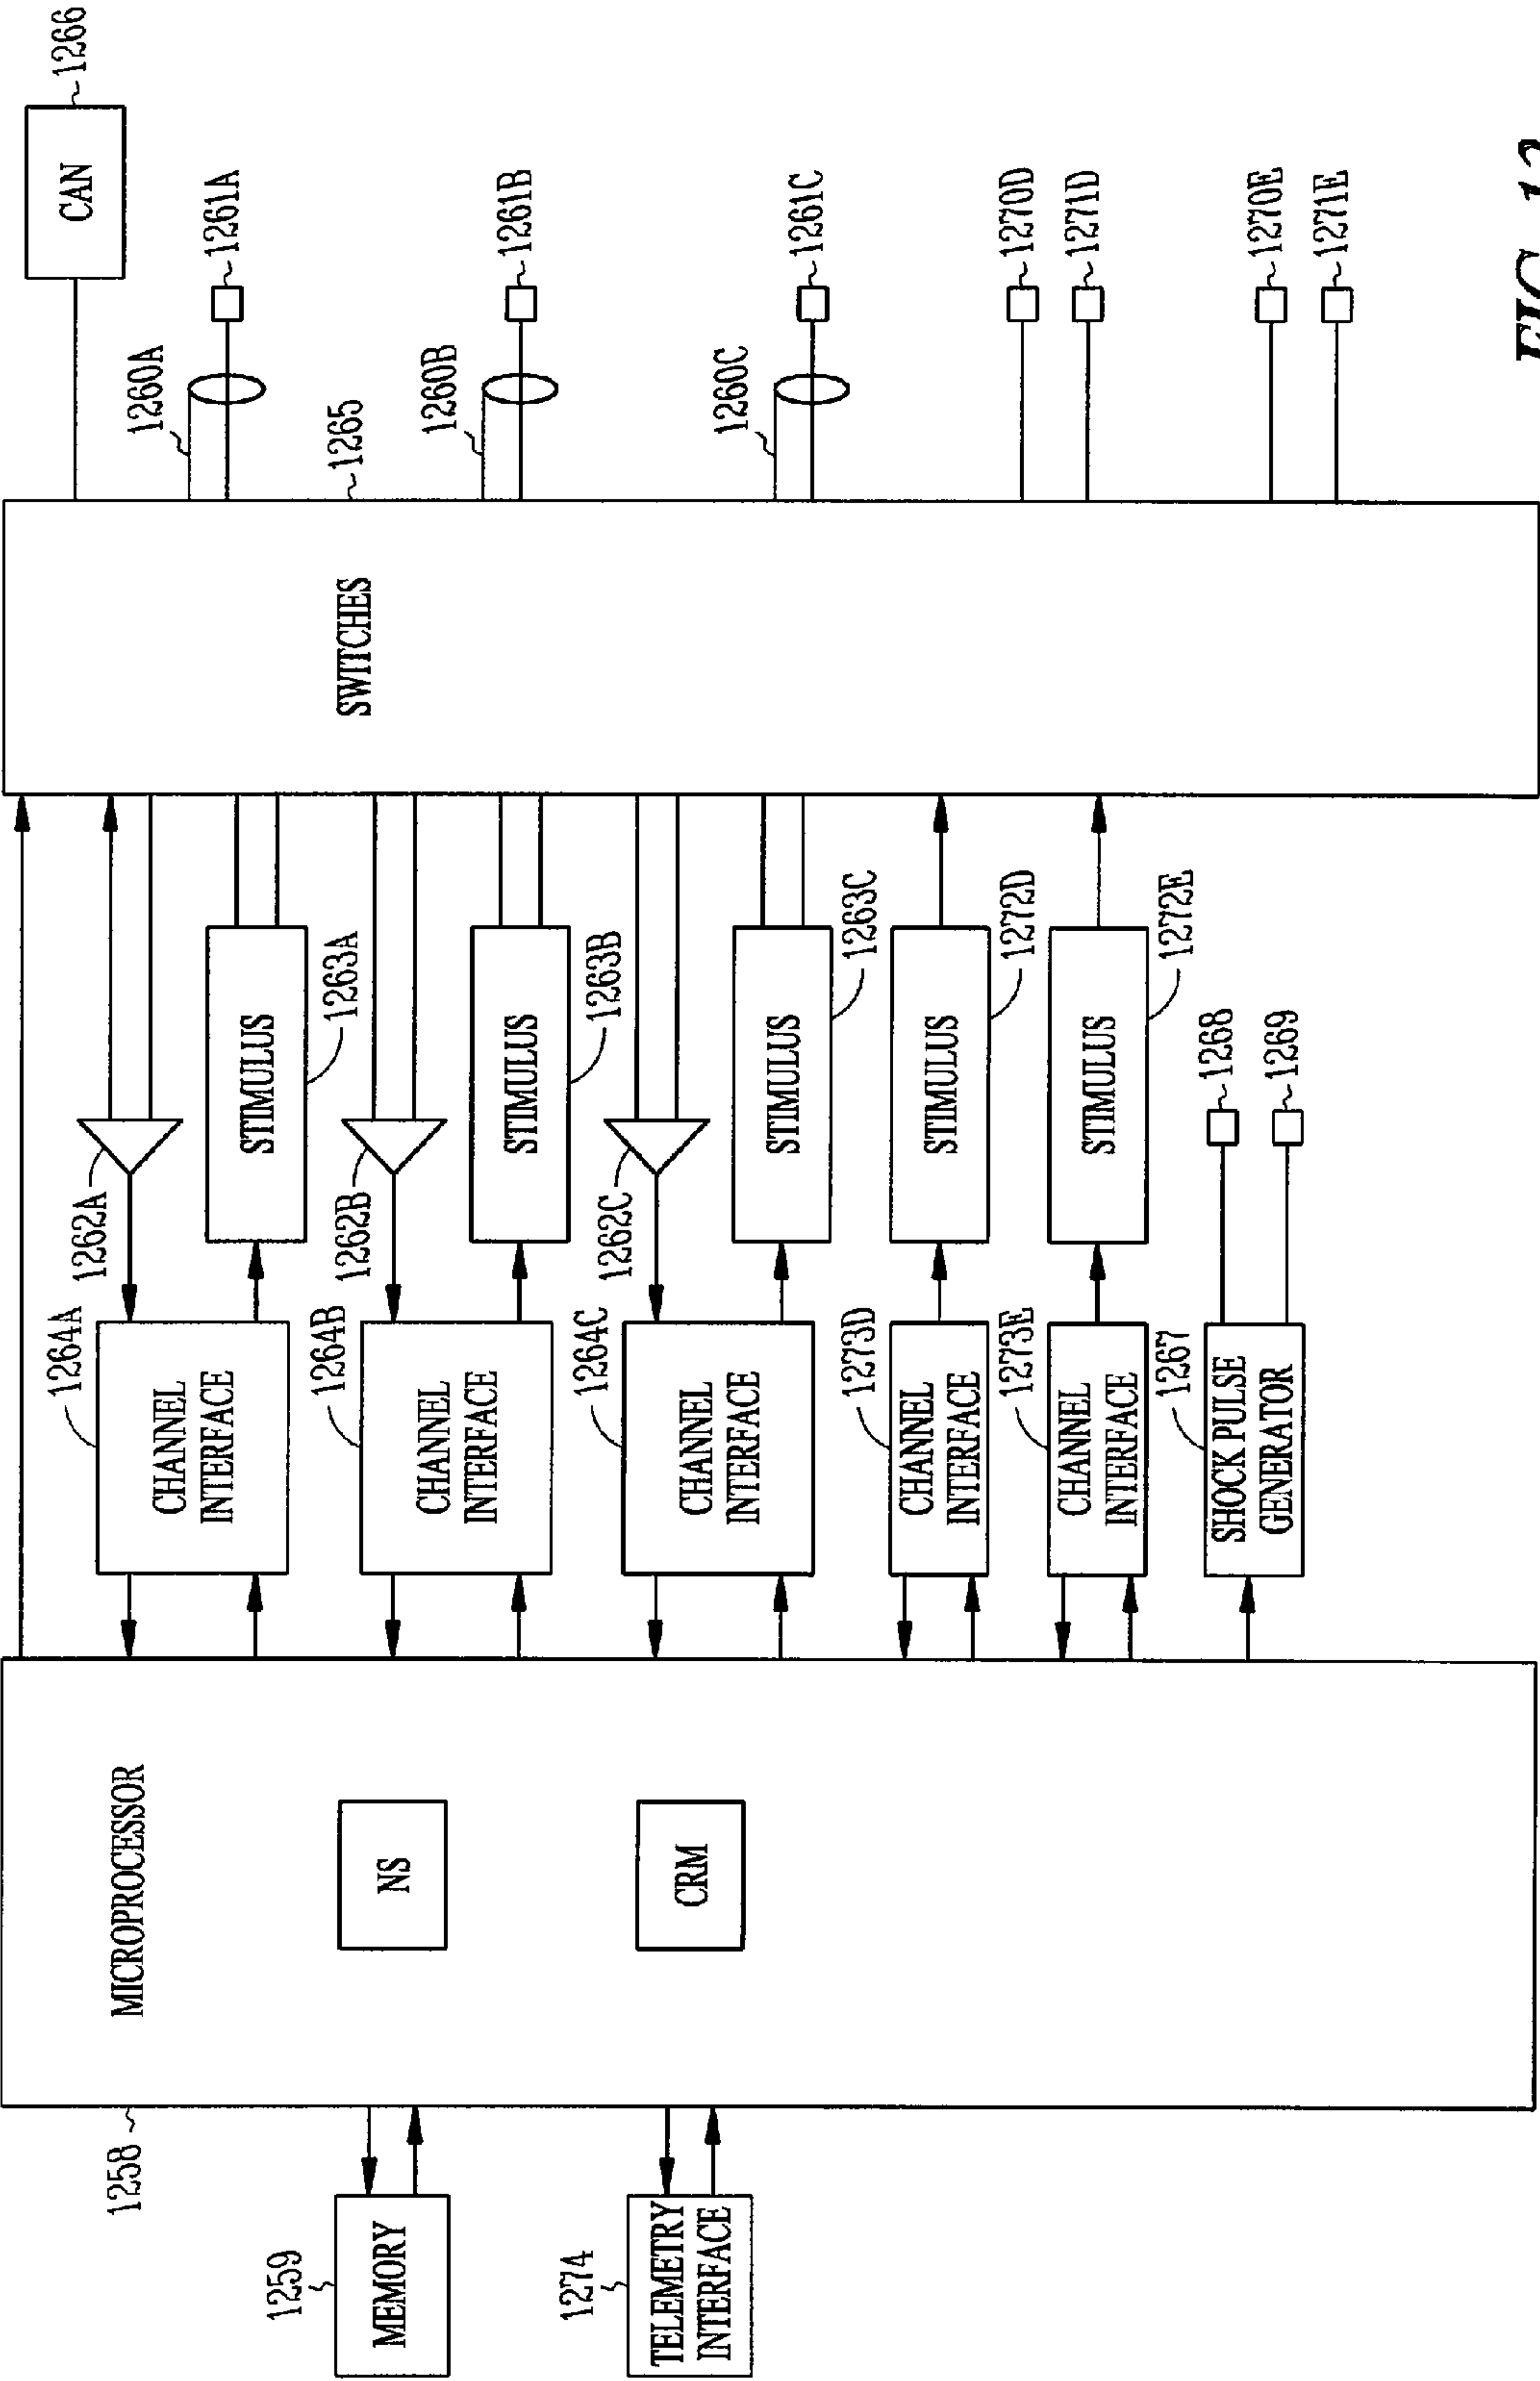 CAN
1266
1260A
1261A
1265
1260B
1261B
1260C
1261C
1270D
1271D
1270E
1271E
SWITCHES
1262A
STIMULUS
1263A
1262B
STIMULUS
1263B
1262C
STIMULUS
1263C
STIMULUS
1272D
STIMULUS
1272E
1268
1269
1264A
CHANNEL
INTERFACE
1264B
CHANNEL
INTERFACE
1264C
CHANNEL
INTERFACE
1273D
CHANNEL
INTERFACE
1273E
CHANNEL
INTERFACE
1267
SHOCK PULSE
GENERATOR
MICROPROCESSOR
NS
CRM
1258
1259
MEMORY
1274
TELEMETRY
INTERFACE